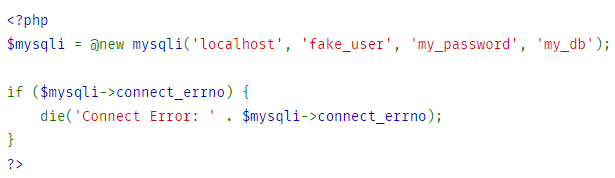 <?php
$mysqli = @new mysqli('localhost', 'fake_user', 'my_password', 'my_db');
if ($mysqli->connect_errno) {
    die('Connect Error: ' . $mysqli->connect_errno);
}
?>